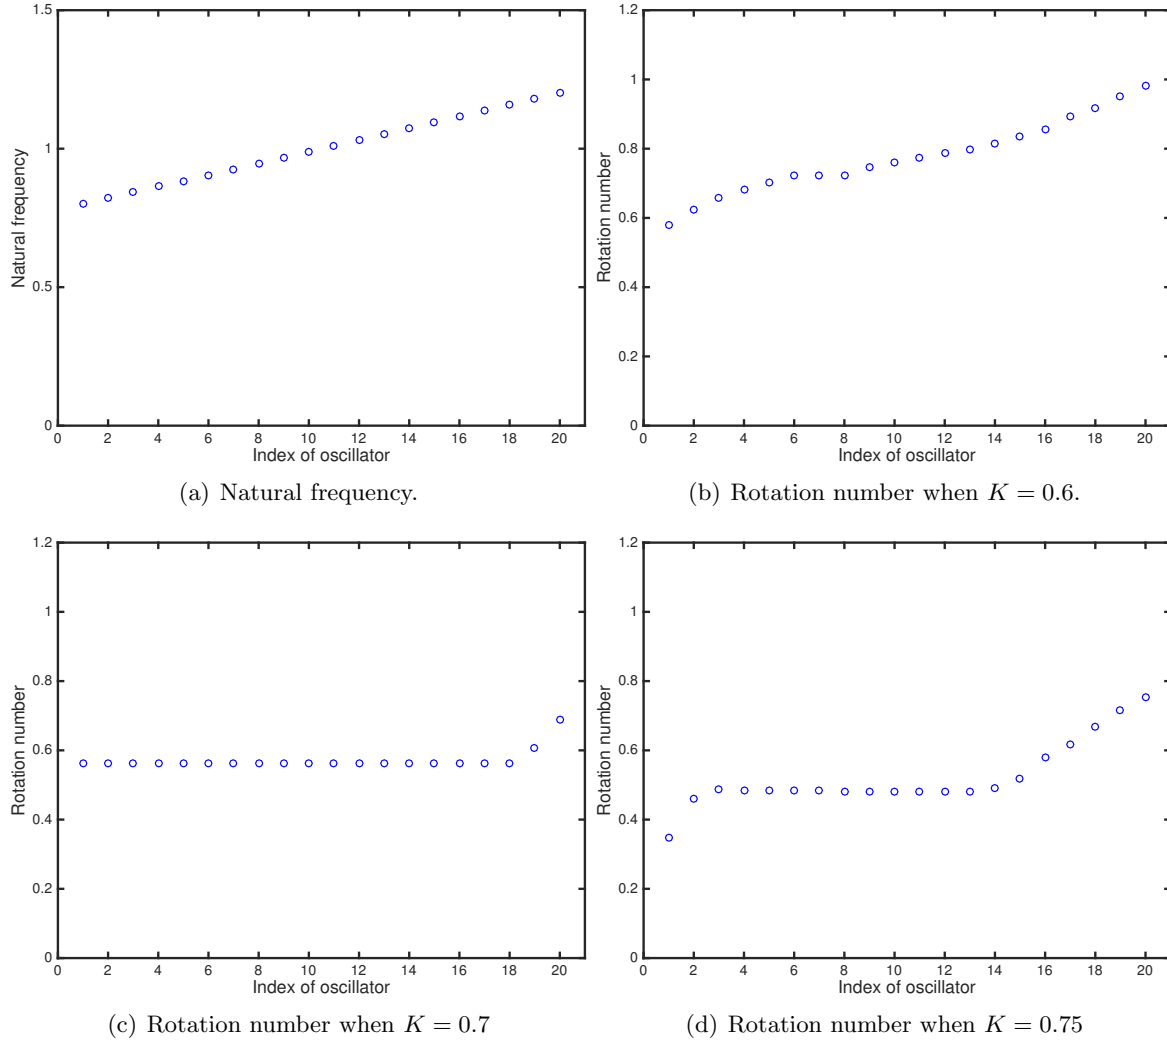 1.5
1
0.5
0
Natural frequency
0 2 4 6 8 10 12 14 16 18 20
Index of oscillator
(a) Natural frequency.
1.2
1
0.8
0.6
0.4
0.2
0
Rotation number
0 2 4 6 8 10 12 14 16 18 20
Index of oscillator
(b) Rotation number when K = 0.6.
1.2
1
0.8
0.6
0.4
0.2
0
Rotation number
0 2 4 6 8 10 12 14 16 18 20
Index of oscillator
(c) Rotation number when K = 0.7
1.2
1
0.8
0.6
0.4
0.2
0
Rotation number
0 2 4 6 8 10 12 14 16 18 20
Index of oscillator
(d) Rotation number when K = 0.75